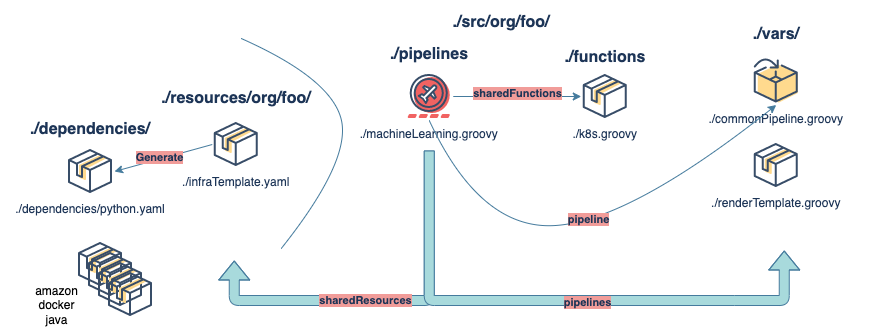 ./src/org/foo/
./vars/
./pipelines
./functions
./resources/org/foo/
sharedFunctions
./commonPipeline.groovy
./dependencies/
./machineLearning.groovy
./k8s.groovy
Generate
./infraTemplate.yaml
./dependencies/python.yaml
./renderTemplate.groovy
pipeline
amazon
docker
java
sharedResources
pipelines